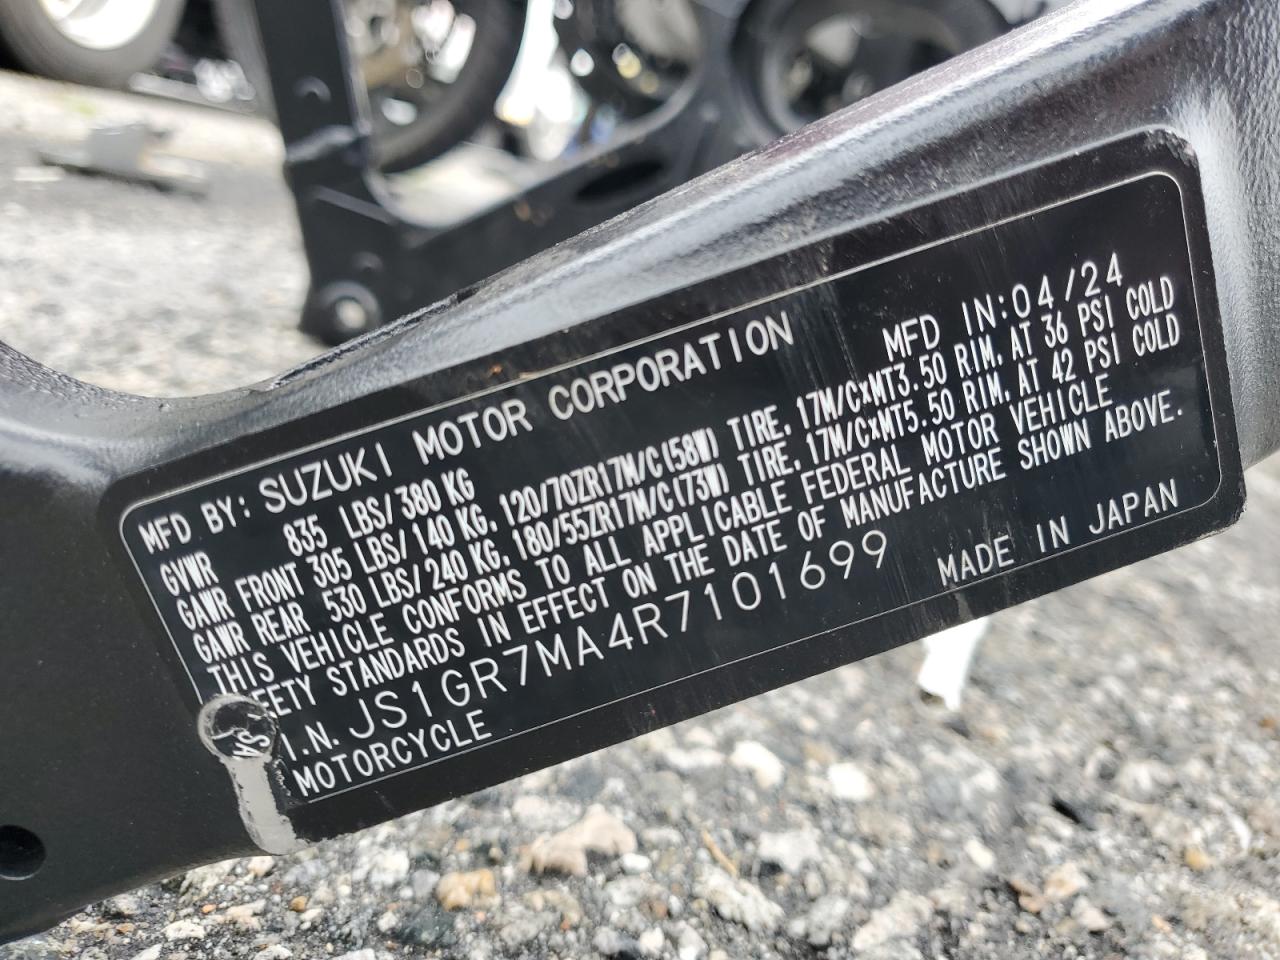 MFD BY: SUZUKI MOTOR CORPORATION MFD IN: 04/24
GVWR 835 LBS/380 KG
GAWR FRONT 305 LBS/140 KG, 120/70ZR17M/C(58W) TIRE, 17M/CxMT3.50 RIM, AT 36 PSI COLD
GAWR REAR 530 LBS/240 KG, 180/55ZR17M/C(73W) TIRE, 17M/CxMT5.50 RIM, AT 42 PSI COLD
THIS VEHICLE CONFORMS TO ALL APPLICABLE FEDERAL MOTOR VEHICLE
FETY STANDARDS IN EFFECT ON THE DATE OF MANUFACTURE SHOWN ABOVE.
I.N. JS1GR7MA4R7101699
MOTORCYCLE MADE IN JAPAN
SA